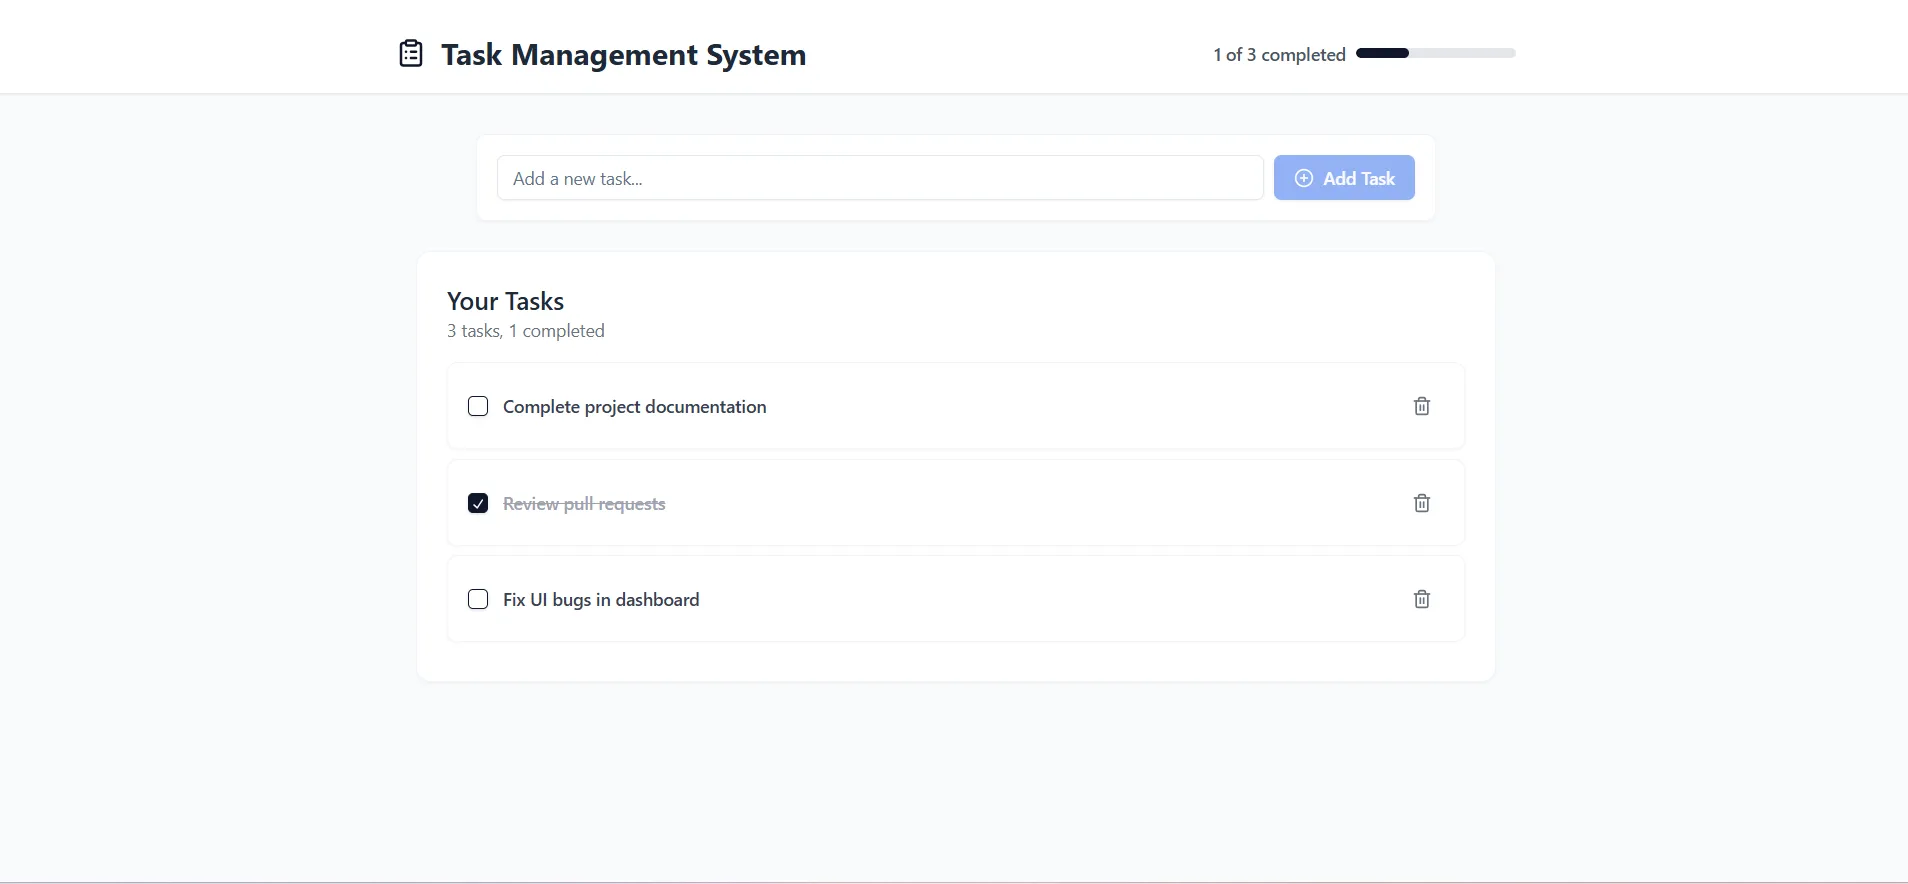 Task Management System
1 of 3 completed
Add a new task...
Add Task
Your Tasks
3 tasks, 1 completed
Complete project documentation
Review pull requests
Fix UI bugs in dashboard